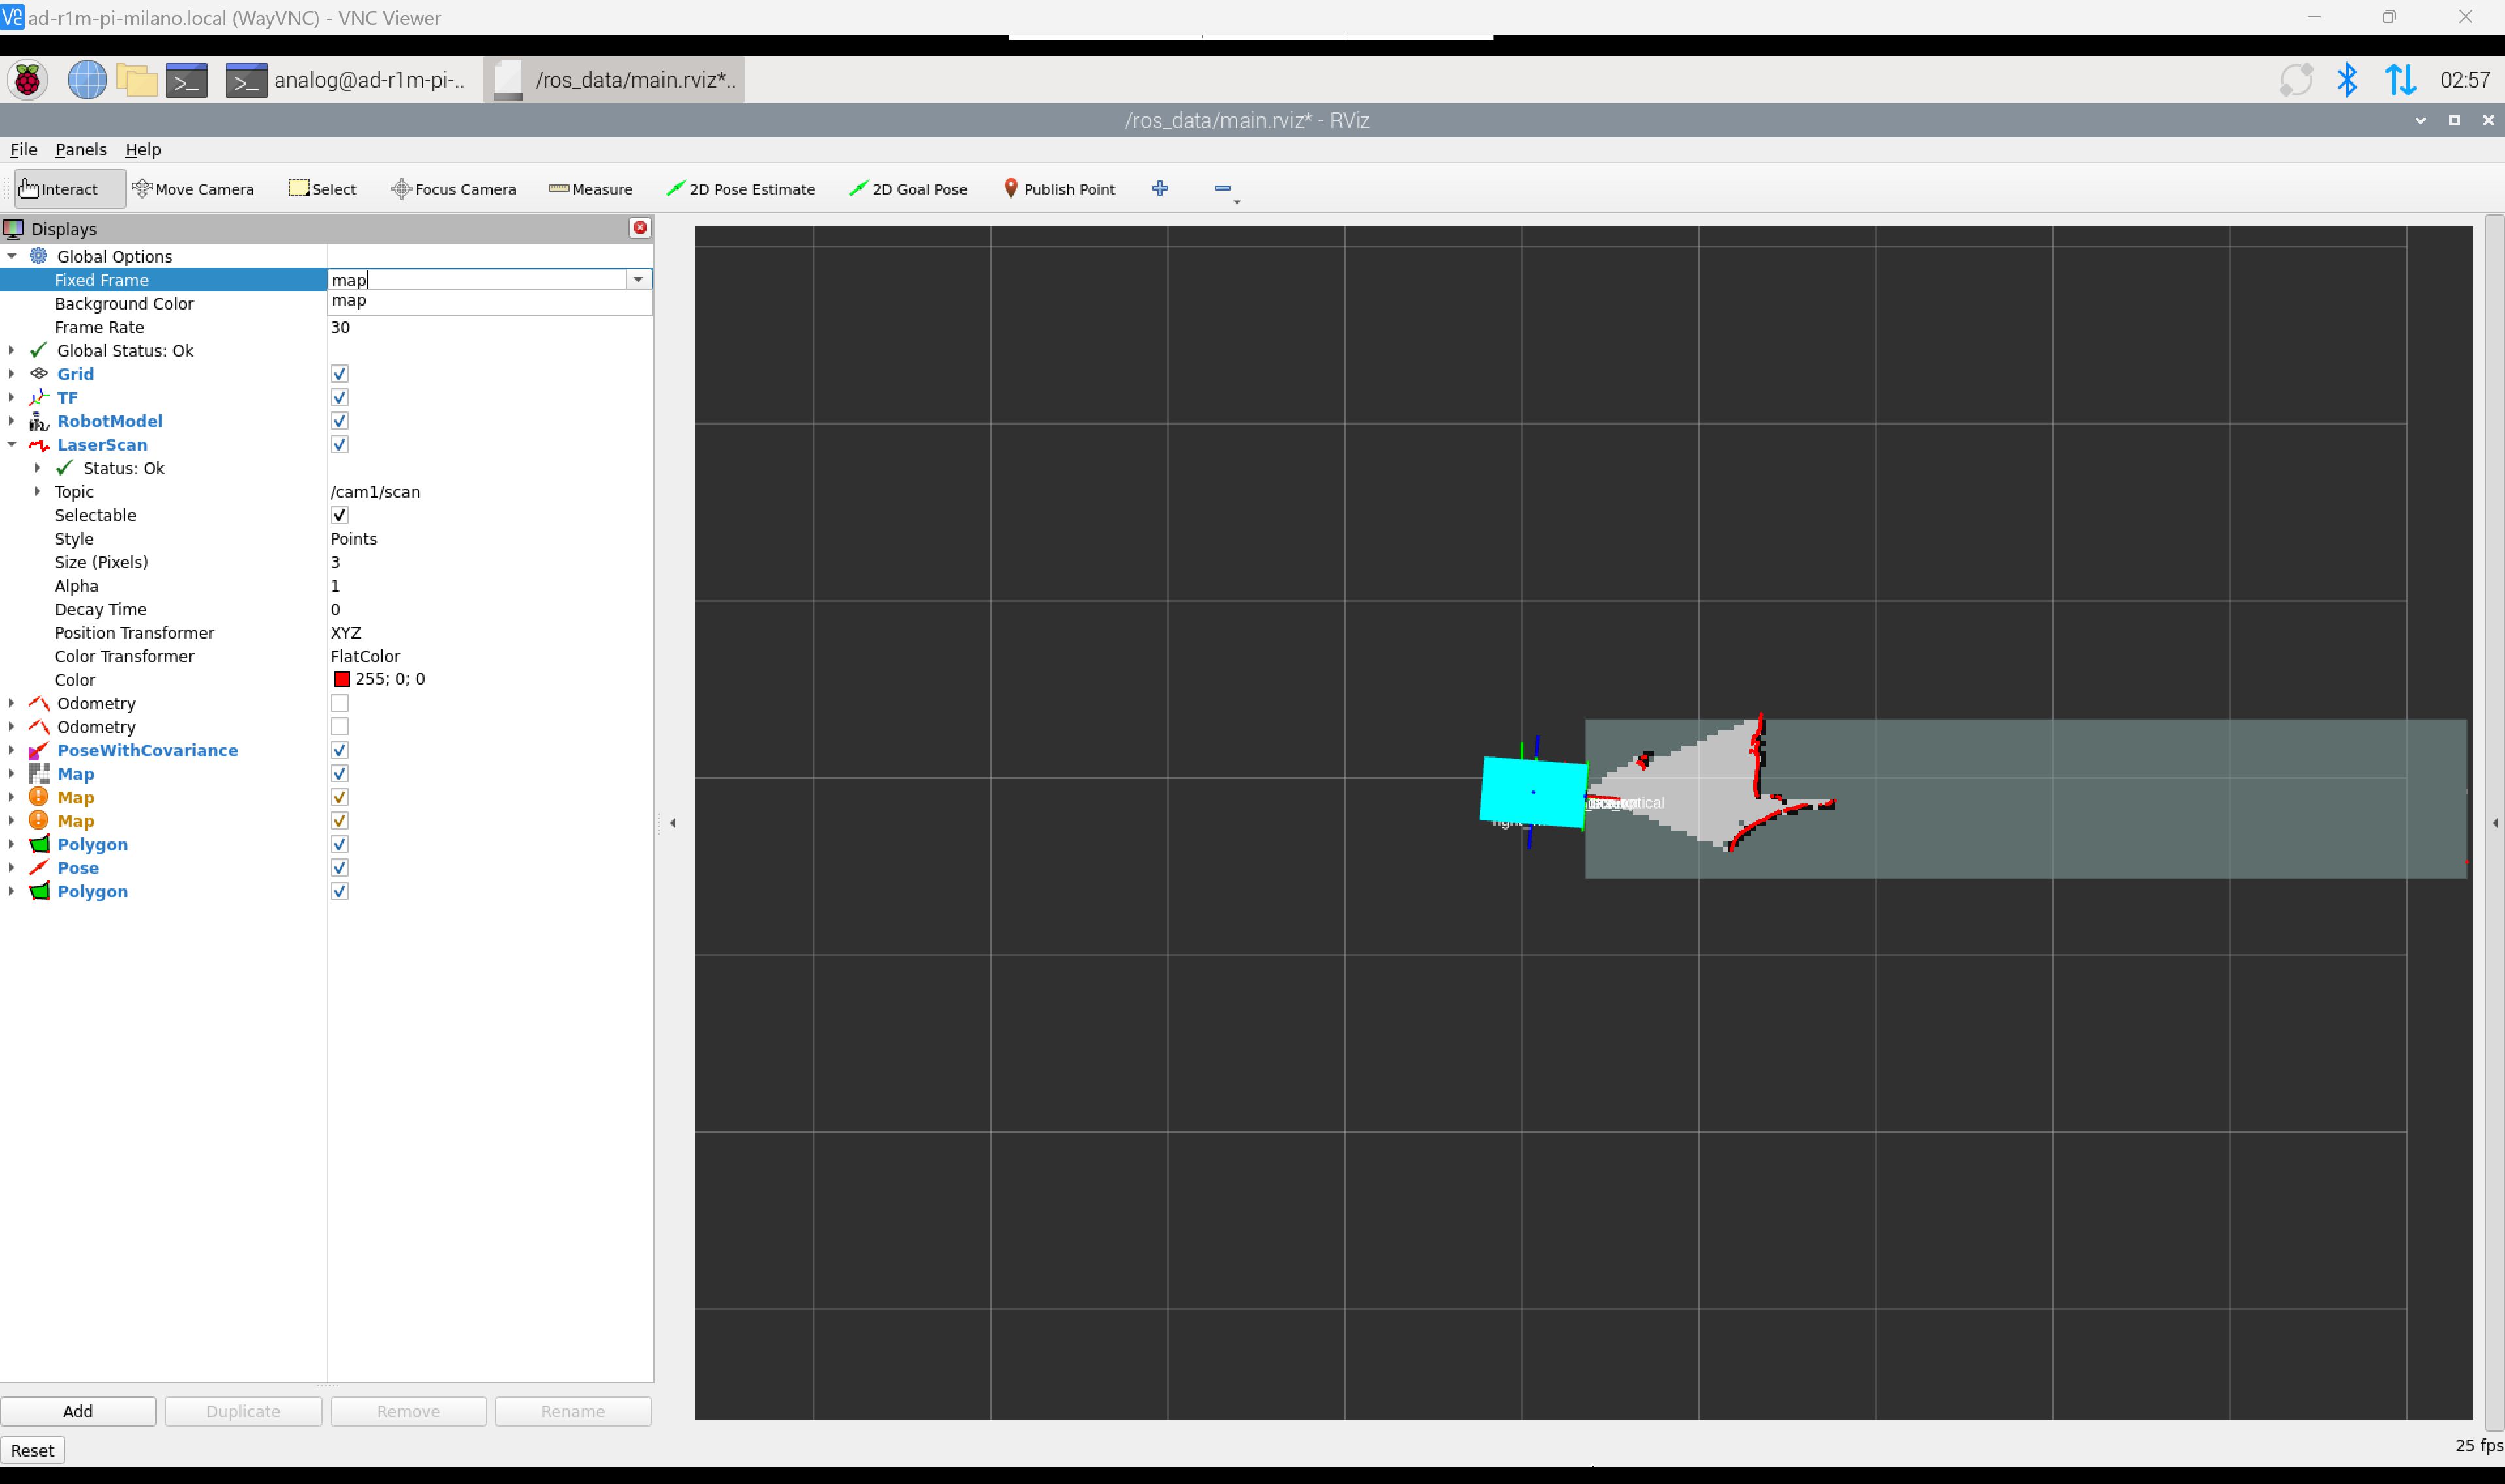 ad-r1m-pi-milano.local (WayVNC) - VNC Viewer
analog@ad-r1m-pi-.. /ros_data/main.rviz*.. 02:57
/ros_data/main.rviz* - RViz
File Panels Help
Interact Move Camera Select Focus Camera Measure 2D Pose Estimate 2D Goal Pose Publish Point
Displays
Global Options
Fixed Frame map
map
Background Color
Frame Rate 30
Global Status: Ok
Grid
TF
RobotModel
LaserScan
Status: Ok
Topic /cam1/scan
Selectable
Style Points
Size (Pixels) 3
Alpha 1
Decay Time 0
Position Transformer XYZ
Color Transformer FlatColor
Color 255; 0; 0
Odometry
Odometry
PoseWithCovariance
Map
Map
Map
Polygon
Pose
Polygon
Add Duplicate Remove Rename
Reset
25 fps